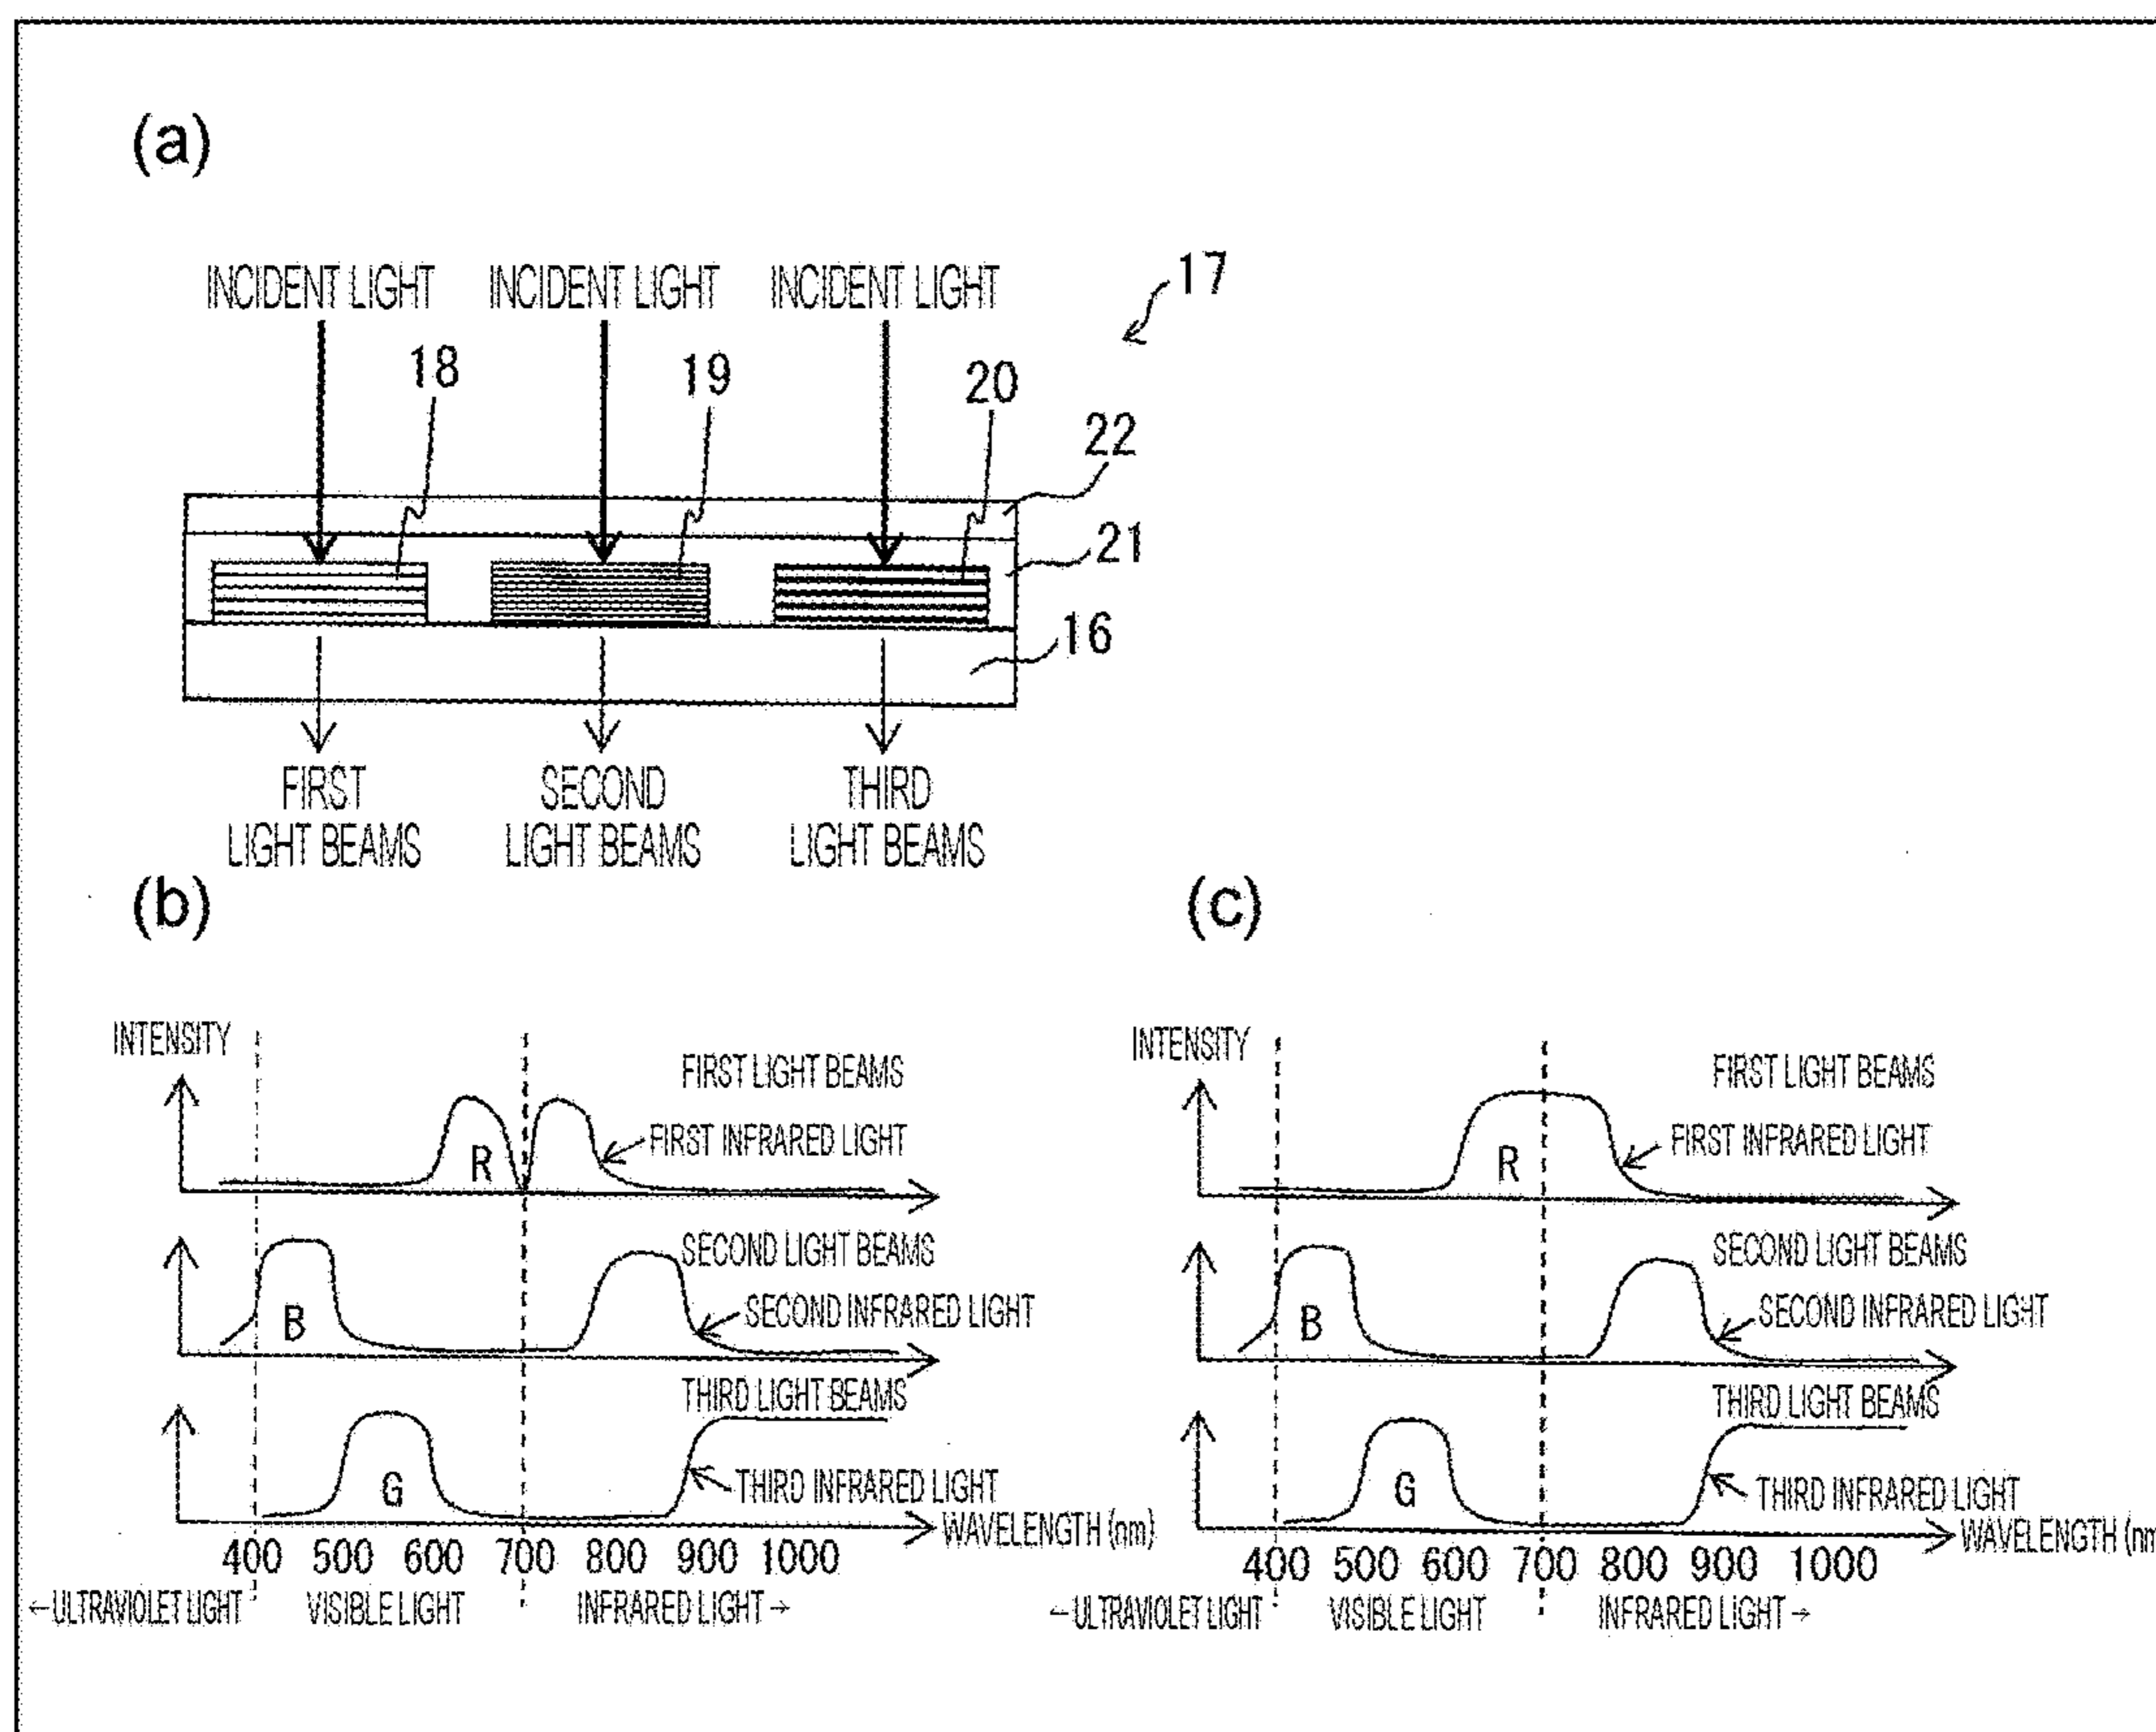 (a)
INCIDENT LIGHT INCIDENT LIGHT INCIDENT LIGHT
17
18
19
20
22
21
16
FIRST LIGHT BEAMS
SECOND LIGHT BEAMS
THIRD LIGHT BEAMS
(b)
INTENSITY
FIRST LIGHT BEAMS
FIRST INFRARED LIGHT
R
SECOND LIGHT BEAMS
SECOND INFRARED LIGHT
B
THIRD LIGHT BEAMS
G
THIRD INFRARED LIGHT
WAVELENGTH (nm)
400 500 600 700 800 900 1000
←ULTRAVIOLET LIGHT VISIBLE LIGHT INFRARED LIGHT→
(c)
INTENSITY
FIRST LIGHT BEAMS
FIRST INFRARED LIGHT
R
SECOND LIGHT BEAMS
SECOND INFRARED LIGHT
B
THIRD LIGHT BEAMS
G
THIRD INFRARED LIGHT
WAVELENGTH (nm
400 500 600 700 800 900 1000
←ULTRAVIOLET LIGHT VISIBLE LIGHT INFRARED LIGHT→